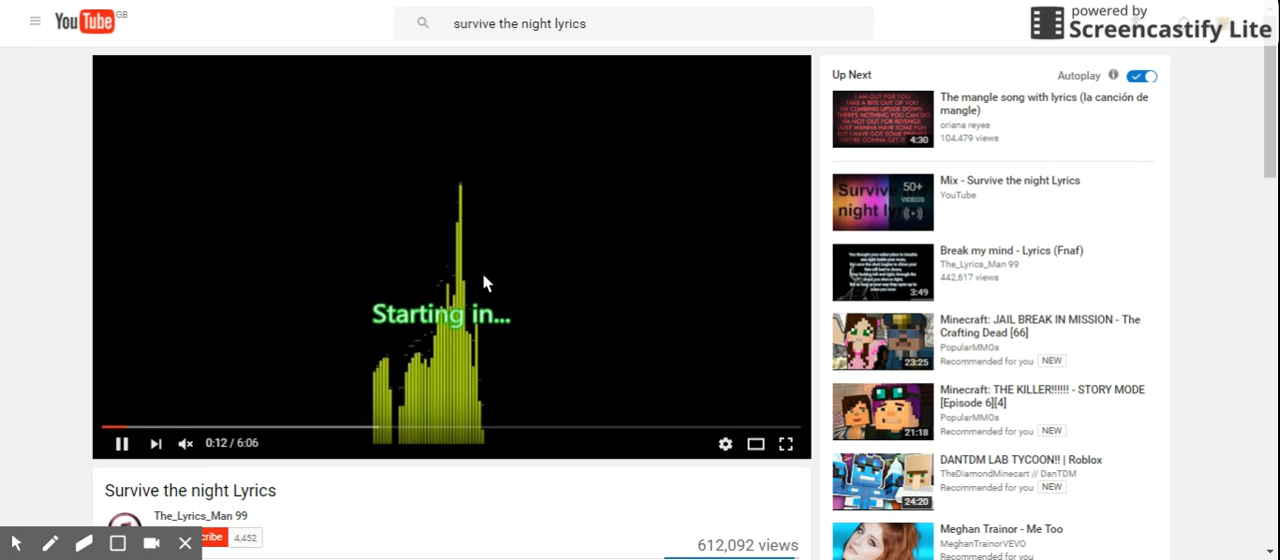 YouTube GB
survive the night lyrics
powered by
Screencastify Lite
Starting in...
0:12 / 6:06
Survive the night Lyrics
The_Lyrics_Man 99
cribe
4,452
612,092 views
Up Next
Autoplay
The mangle song with lyrics (la canción de
mangle)
oriana reyes
104,479 views
4:30
Mix - Survive the night Lyrics
YouTube
50+
VIDEOS
Break my mind - Lyrics (Fnaf)
The_Lyrics_Man 99
442,617 views
3:49
Minecraft: JAIL BREAK IN MISSION - The
Crafting Dead [66]
PopularMMOs
Recommended for you NEW
23:25
Minecraft: THE KILLER!!!!!! - STORY MODE
[Episode 6][4]
PopularMMOs
Recommended for you NEW
21:18
DANTDM LAB TYCOON!! | Roblox
TheDiamondMinecart // DanTDM
Recommended for you NEW
24:20
Meghan Trainor - Me Too
MeghanTrainorVEVO
Recommended for you